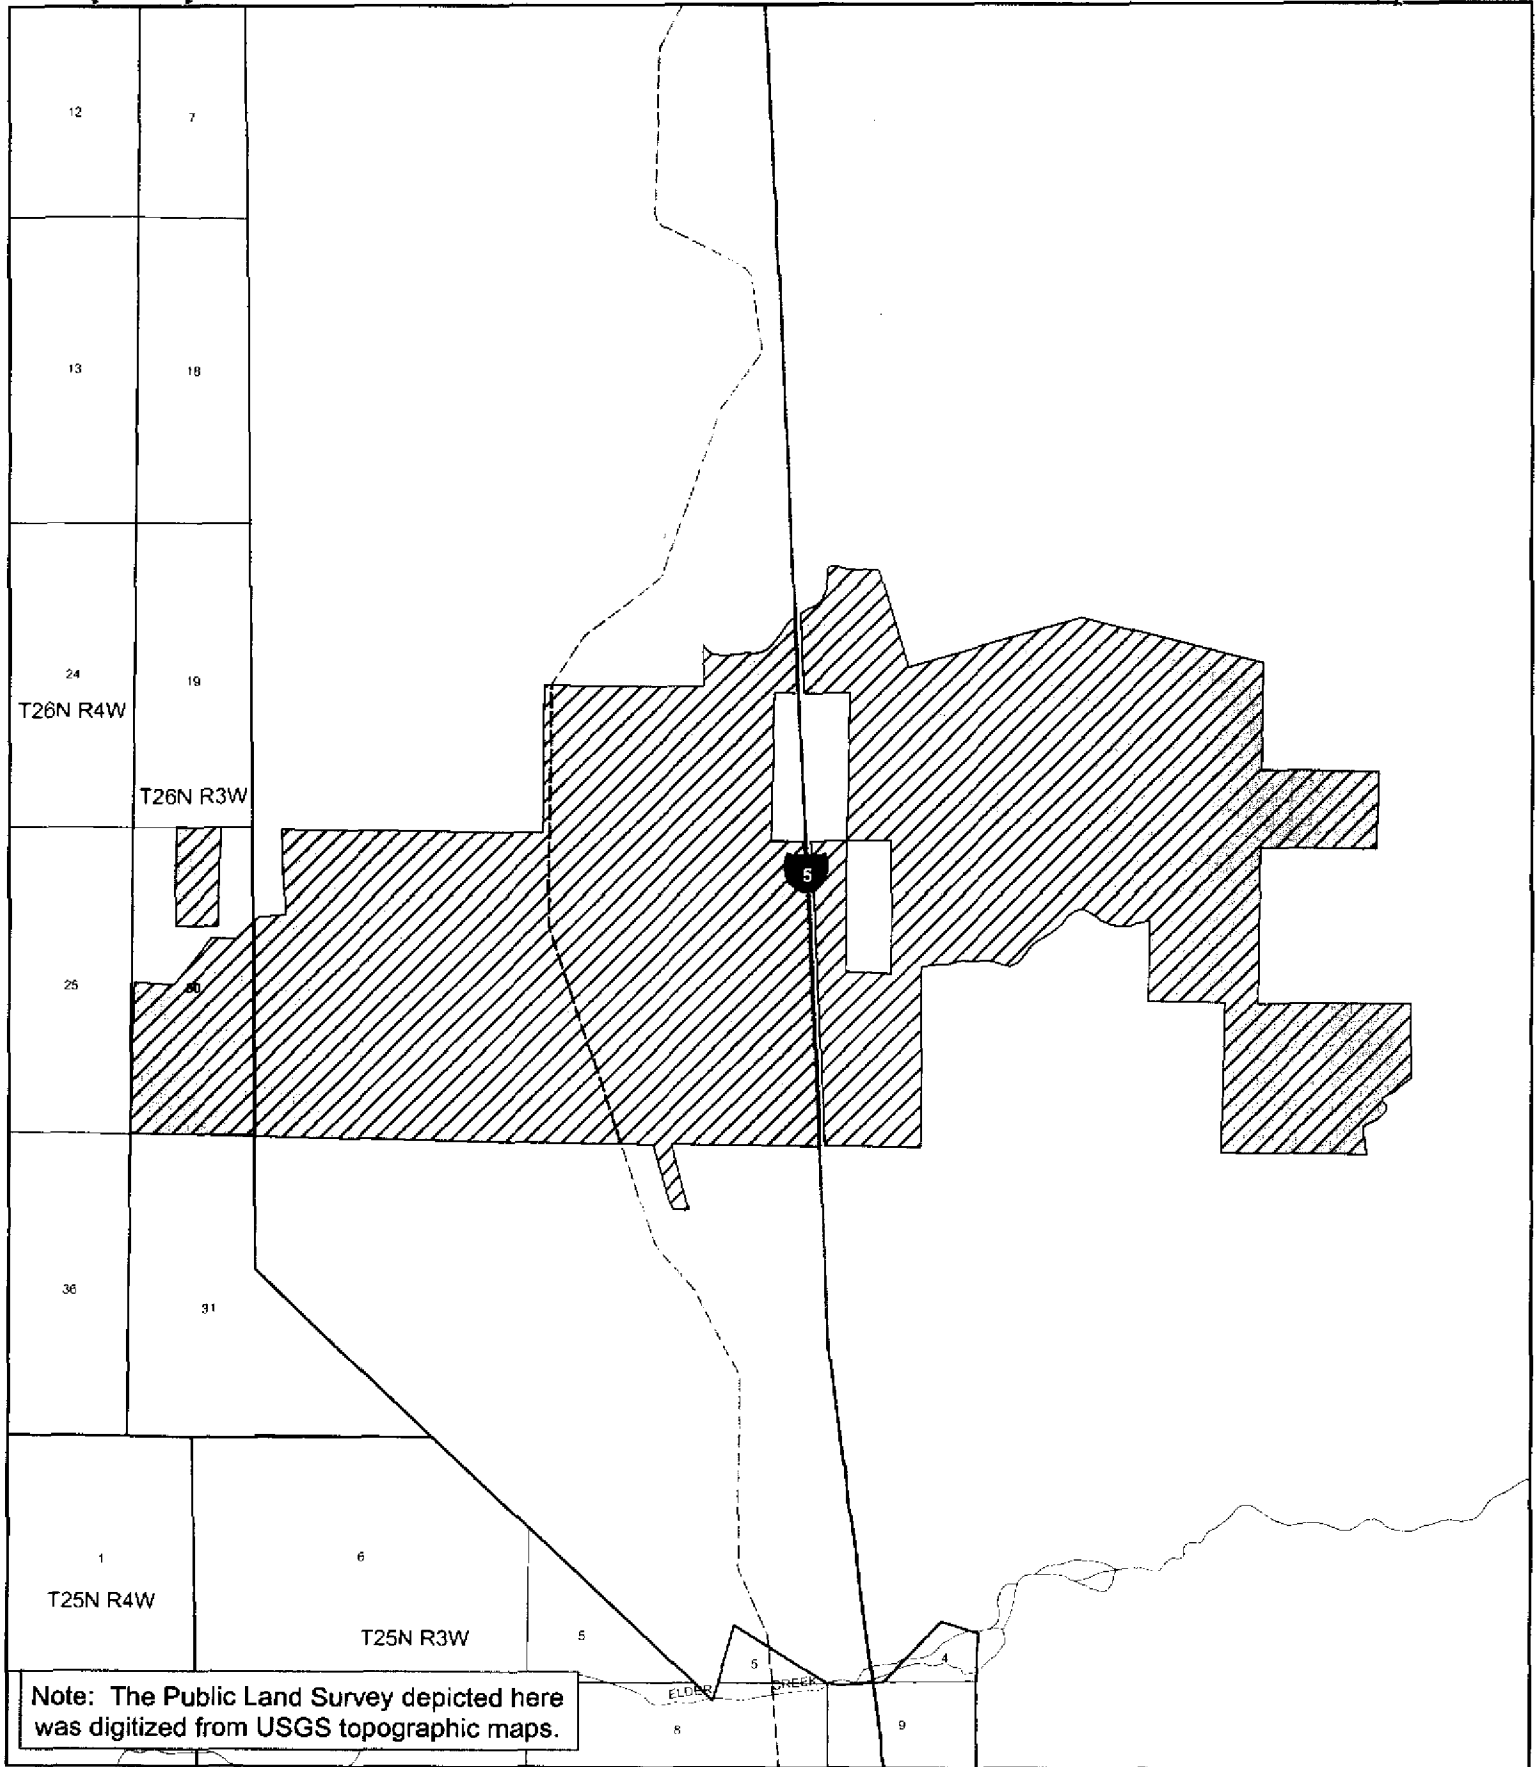 12
7
13
18
24
19
T26N R4W
T26N R3W
5
25
30
36
31
1
6
T25N R4W
T25N R3W
5
5
4
ELDER CREEK
8
9
Note: The Public Land Survey depicted here
was digitized from USGS topographic maps.